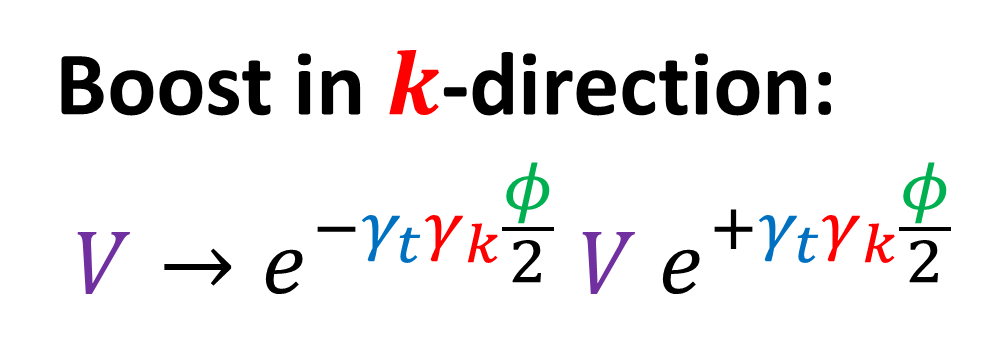 Boost in k-direction:
V → e^{−γ_t γ_k ϕ/2} V e^{+γ_t γ_k ϕ/2}